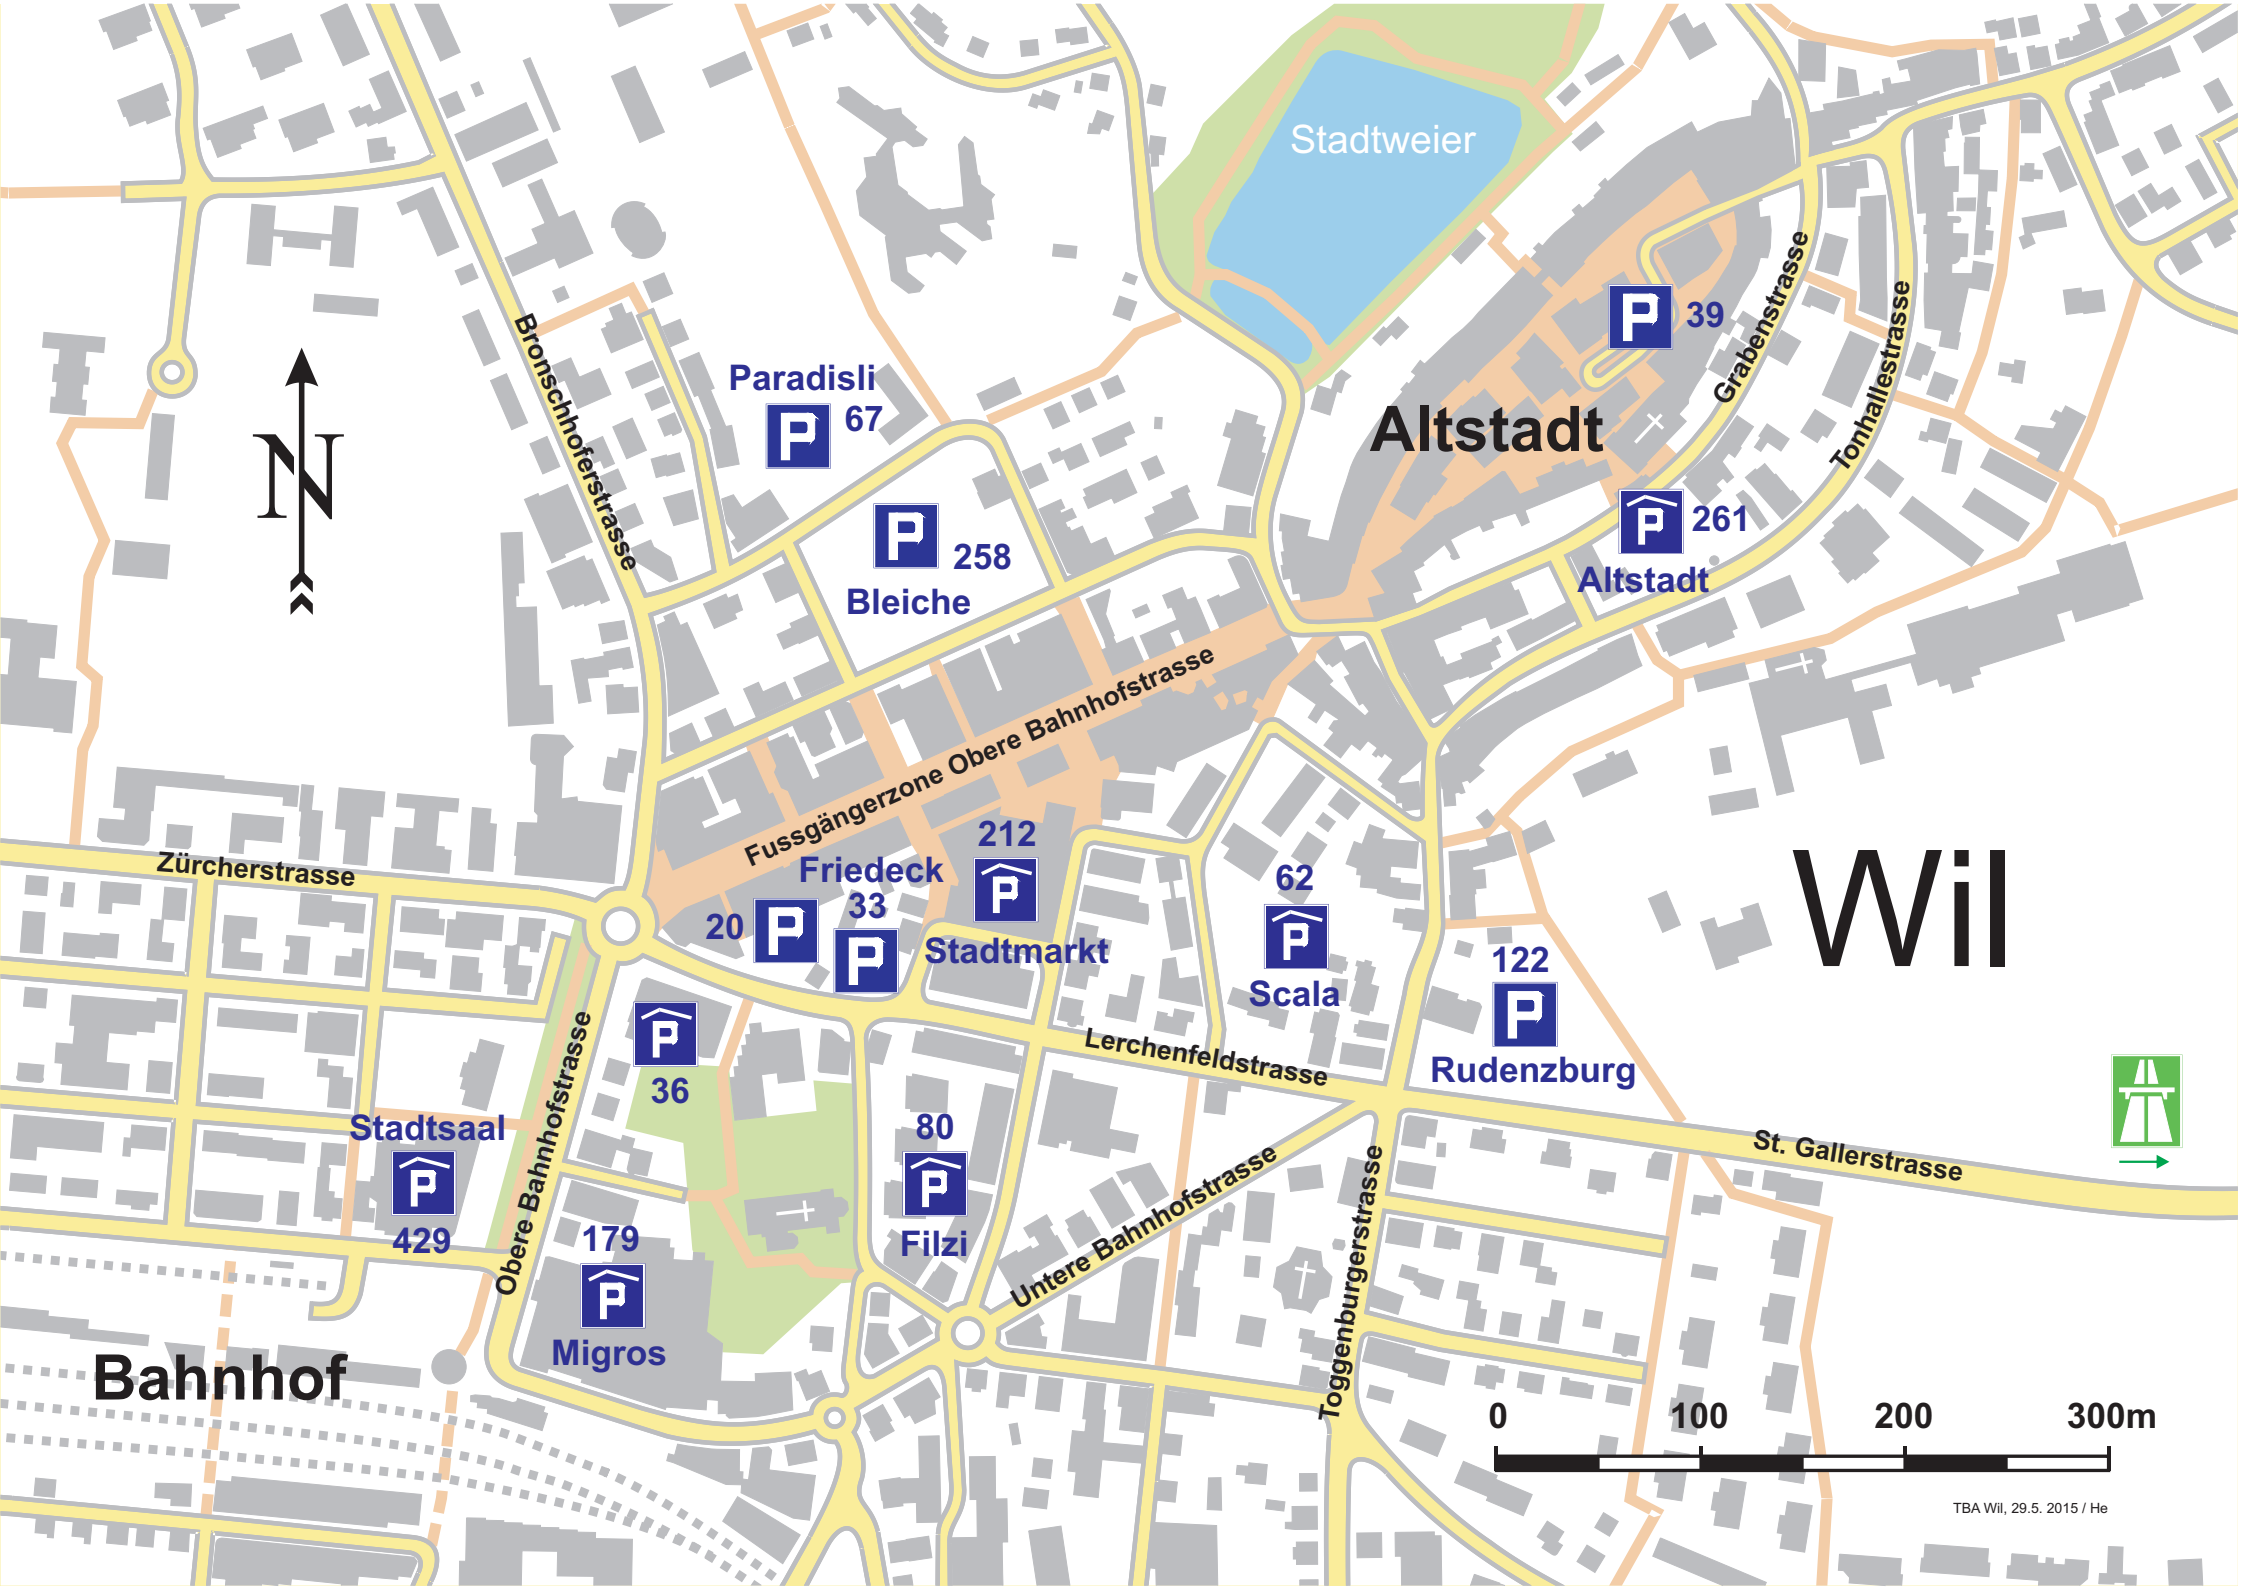 Stadtweier
P
39
Bronschhoferstrasse
Grabenstrasse
Tonhallestrasse
Paradisli
P
67
N
Altstadt
P
258
Bleiche
P
261
Altstadt
Fussgängerzone Obere Bahnhofstrasse
Zürcherstrasse
212
P
Stadtmarkt
Friedeck
33
P
20
P
62
P
Scala
Wil
122
P
Rudenzburg
P
36
Lerchenfeldstrasse
Obere Bahnhofstrasse
Stadtsaal
P
429
80
P
Filzi
St. Gallerstrasse
Untere Bahnhofstrasse
Toggenburgerstrasse
179
P
Migros
Bahnhof
0 100 200 300m
TBA Wil, 29.5. 2015 / He